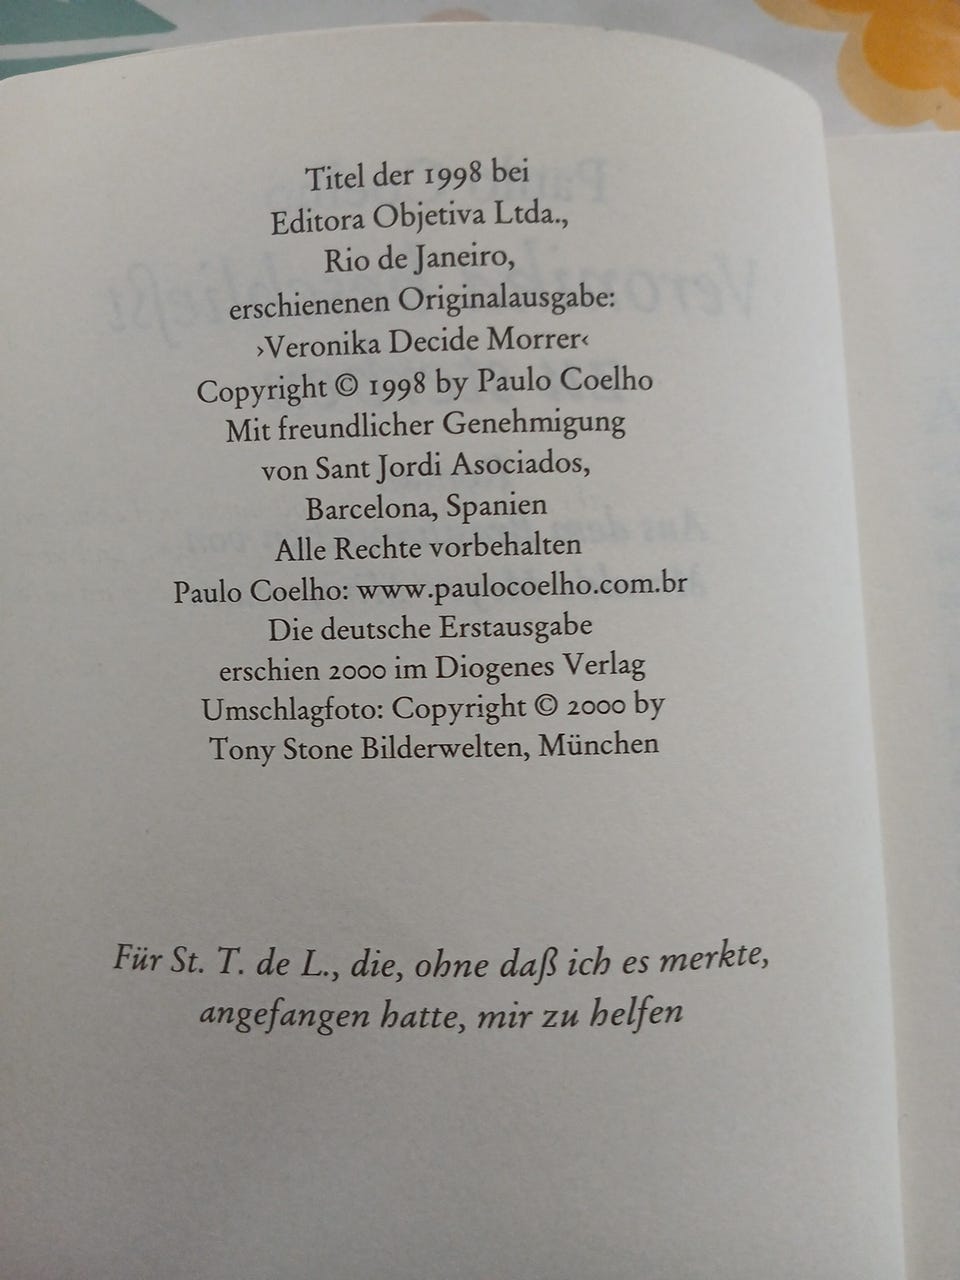 Titel der 1998 bei
Editora Objetiva Ltda.,
Rio de Janeiro,
erschienenen Originalausgabe:
›Veronika Decide Morrer‹
Copyright © 1998 by Paulo Coelho
Mit freundlicher Genehmigung
von Sant Jordi Asociados,
Barcelona, Spanien
Alle Rechte vorbehalten
Paulo Coelho: www.paulocoelho.com.br
Die deutsche Erstausgabe
erschien 2000 im Diogenes Verlag
Umschlagfoto: Copyright © 2000 by
Tony Stone Bilderwelten, München
Für St. T. de L., die, ohne daß ich es merkte,
angefangen hatte, mir zu helfen